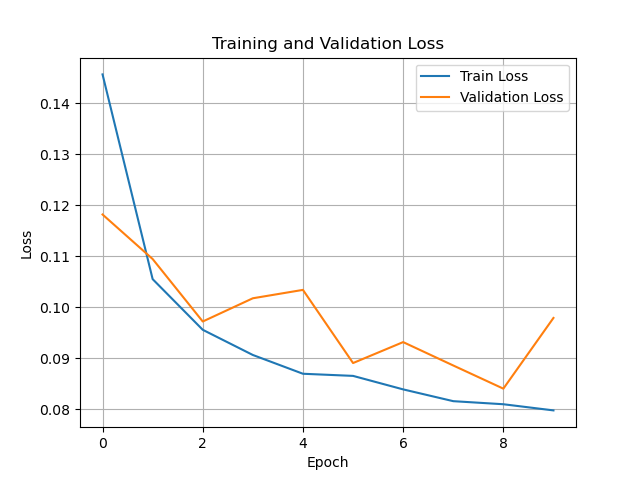 Training and Validation Loss
Train Loss
Validation Loss
0.14
0.13
0.12
0.11
0.10
0.09
0.08
Loss
0 2 4 6 8
Epoch